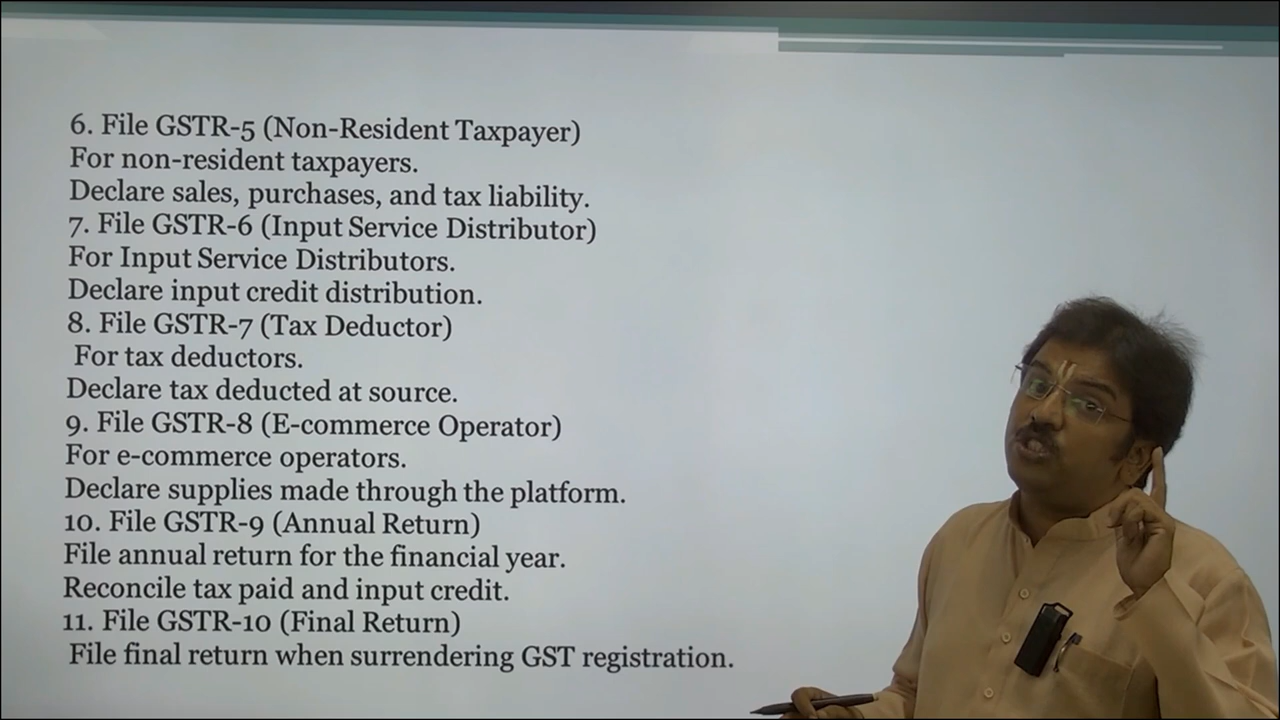 6. File GSTR-5 (Non-Resident Taxpayer)
For non-resident taxpayers.
Declare sales, purchases, and tax liability.
7. File GSTR-6 (Input Service Distributor)
For Input Service Distributors.
Declare input credit distribution.
8. File GSTR-7 (Tax Deductor)
For tax deductors.
Declare tax deducted at source.
9. File GSTR-8 (E-commerce Operator)
For e-commerce operators.
Declare supplies made through the platform.
10. File GSTR-9 (Annual Return)
File annual return for the financial year.
Reconcile tax paid and input credit.
11. File GSTR-10 (Final Return)
File final return when surrendering GST registration.